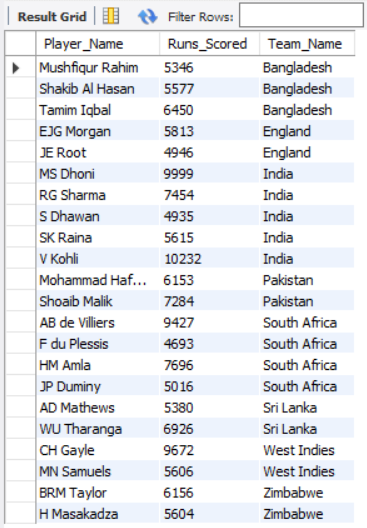 Result Grid Filter Rows:
Player_Name Runs_Scored Team_Name
Mushfiqur Rahim 5346 Bangladesh
Shakib Al Hasan 5577 Bangladesh
Tamim Iqbal 6450 Bangladesh
EJG Morgan 5813 England
JE Root 4946 England
MS Dhoni 9999 India
RG Sharma 7454 India
S Dhawan 4935 India
SK Raina 5615 India
V Kohli 10232 India
Mohammad Haf... 6153 Pakistan
Shoaib Malik 7284 Pakistan
AB de Villiers 9427 South Africa
F du Plessis 4693 South Africa
HM Amla 7696 South Africa
JP Duminy 5016 South Africa
AD Mathews 5380 Sri Lanka
WU Tharanga 6926 Sri Lanka
CH Gayle 9672 West Indies
MN Samuels 5606 West Indies
BRM Taylor 6156 Zimbabwe
H Masakadza 5604 Zimbabwe